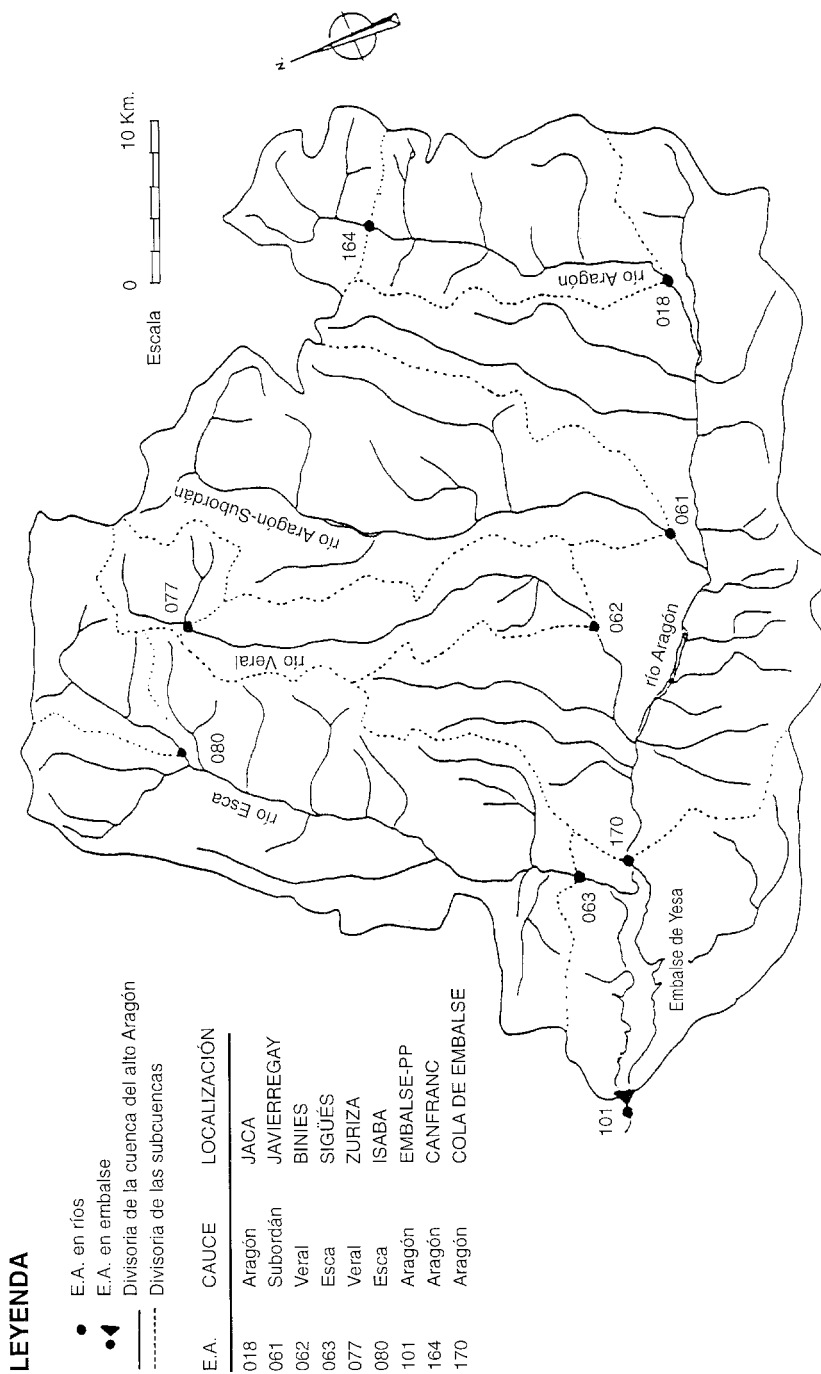 LEYENDA
E.A. en ríos
E.A. en embalse
Divisoria de la cuenca del alto Aragón
Divisoria de las subcuencas
E.A. CAUCE LOCALIZACIÓN
018 Aragón JACA
061 Subordán JAVIERREGAY
062 Veral BINIES
063 Esca SIGÜÉS
077 Veral ZURIZA
080 Esca ISABA
101 Aragón EMBALSE-PP
164 Aragón CANFRANC
170 Aragón COLA DE EMBALSE
Escala
0 10 Km.
N.
164
río Aragón
018
río Aragón-Subordán
061
077
río Veral
062
río Aragón
080
río Esca
170
063
Embalse de Yesa
101